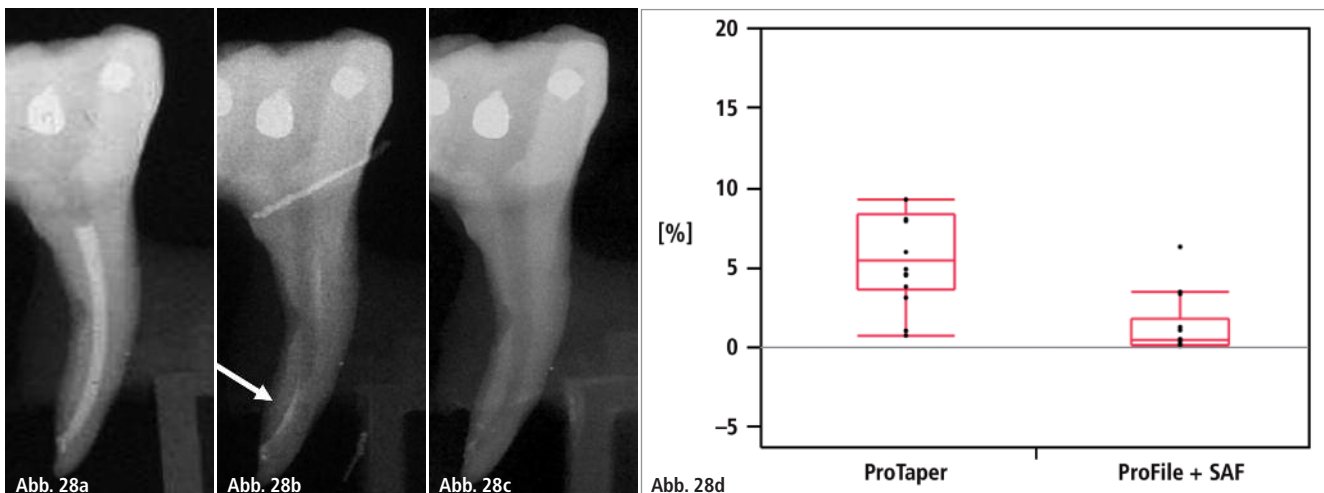 Abb. 28a
Abb. 28b
Abb. 28c
Abb. 28d
[%]
20
15
10
5
0
–5
ProTaper
ProFile + SAF